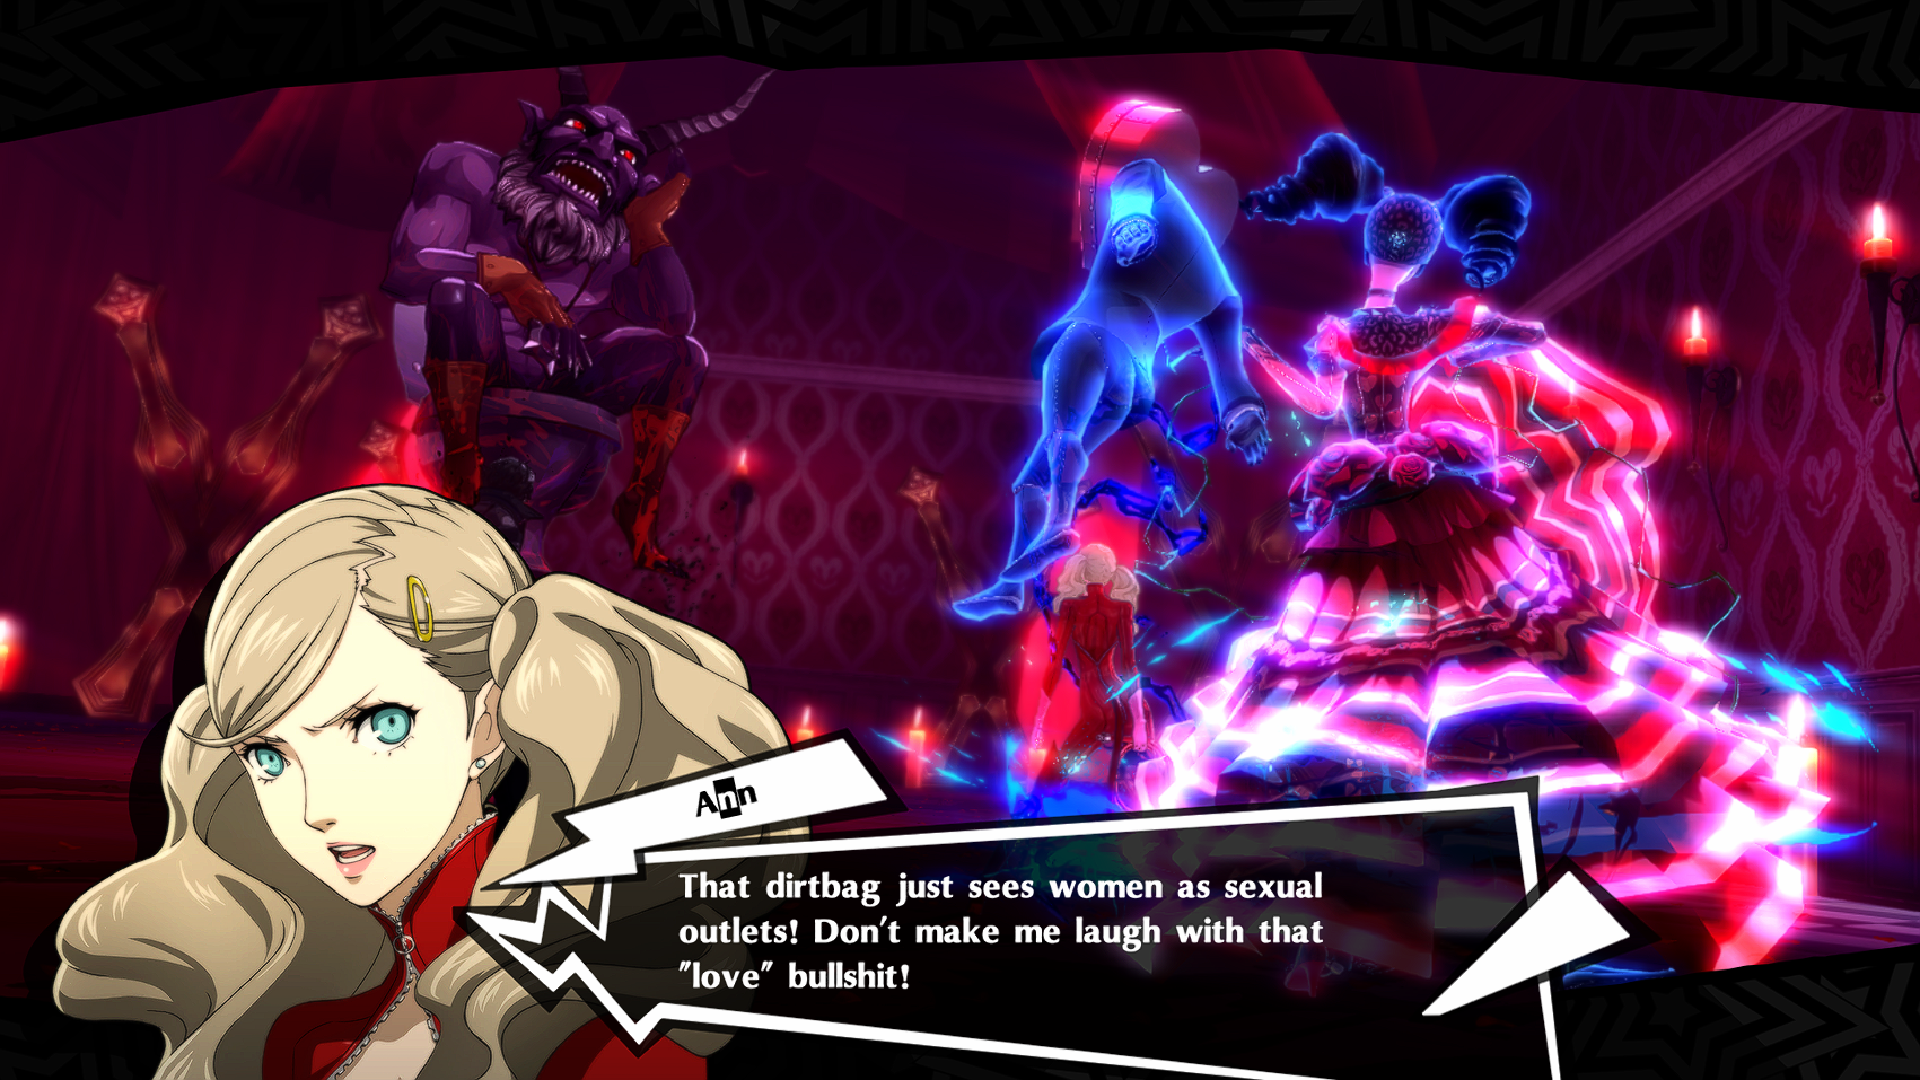 Ann
That dirtbag just sees women as sexual
outlets! Don't make me laugh with that
"love" bullshit!